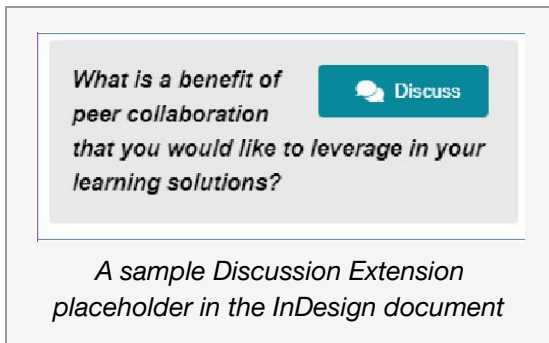 What is a benefit of
peer collaboration
Discuss
that you would like to leverage in your
learning solutions?
A sample Discussion Extension
placeholder in the InDesign document